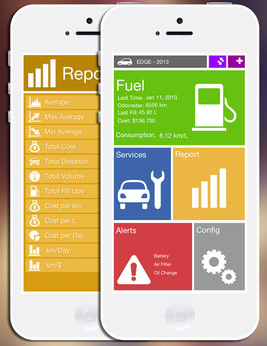 Repo
Average
Max Average
Min Average
Total Cost
Total Distance
Total Volume
Total Fill Ups
Cost per km
Cost per L
Cost per Day
km/Day
km/$
EDGE - 2013
Fuel
Last Time: Jan 11, 2013
Odometer: 4556 km
Last Fill: 45.92 L
Cost: $136.750
Consumption: 6.12 km/L
Services
Report
Alerts
Battery
Air Filter
Oil Change
Config